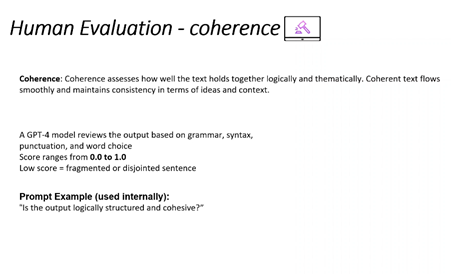 Human Evaluation - coherence
Coherence: Coherence assesses how well the text holds together logically and thematically. Coherent text flows
smoothly and maintains consistency in terms of ideas and context.
A GPT-4 model reviews the output based on grammar, syntax,
punctuation, and word choice
Score ranges from 0.0 to 1.0
Low score = fragmented or disjointed sentence
Prompt Example (used internally):
"Is the output logically structured and cohesive?"